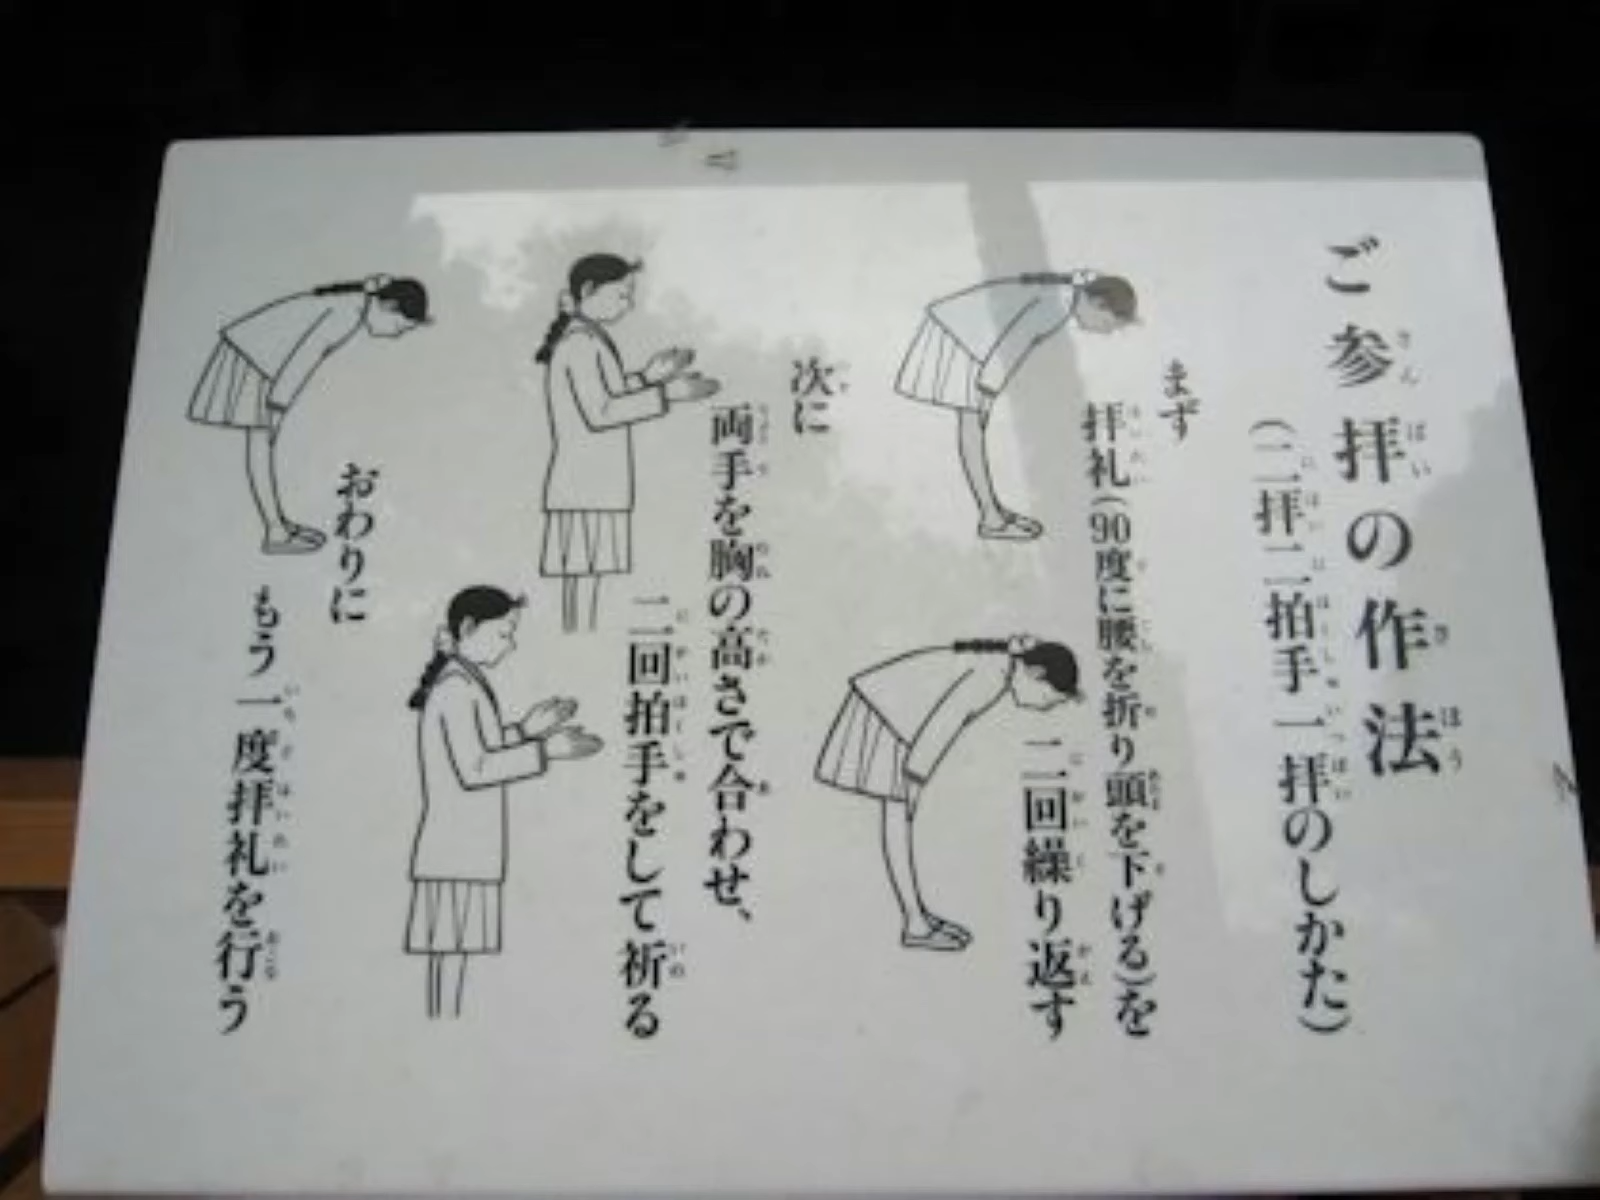 ご参拝の作法
(二拝二拍手一拝のしかた)
まず
拝礼(90度に腰を折り頭を下げる)を
二回繰り返す
次に
両手を胸の高さで合わせ、
二回拍手をして祈る
おわりに
もう一度拝礼を行う